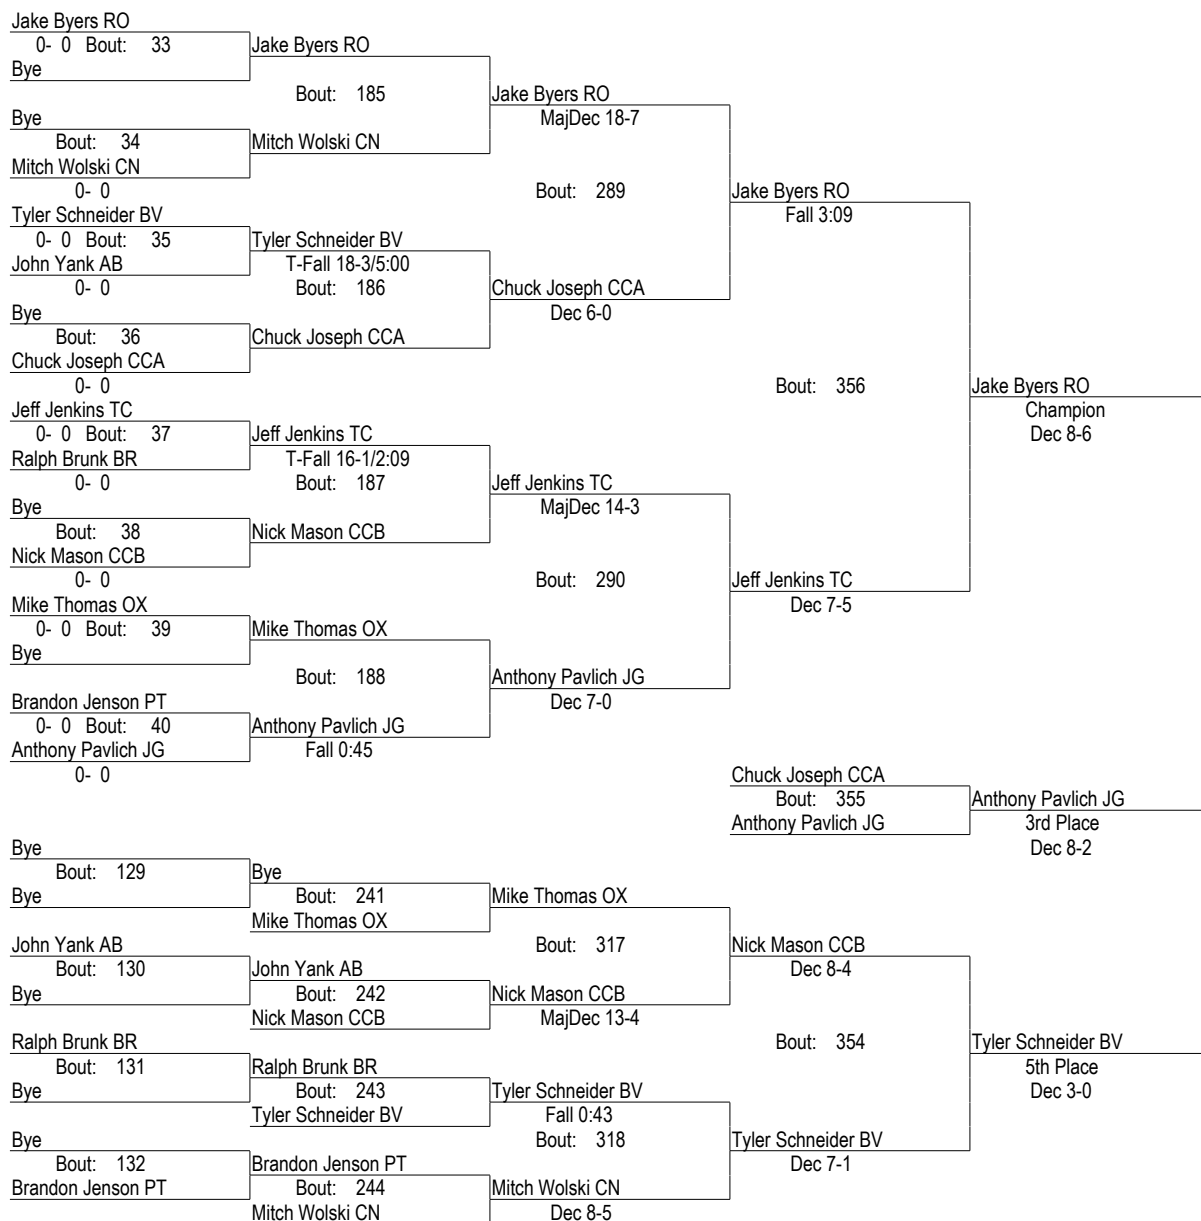 Jake Byers RO
0- 0 Bout: 33 Jake Byers RO
Bye
Bout: 185 Jake Byers RO
Bye MajDec 18-7
Bout: 34 Mitch Wolski CN
Mitch Wolski CN
0- 0 Bout: 289 Jake Byers RO
Tyler Schneider BV Fall 3:09
0- 0 Bout: 35 Tyler Schneider BV
John Yank AB T-Fall 18-3/5:00
0- 0 Bout: 186 Chuck Joseph CCA
Bye Dec 6-0
Bout: 36 Chuck Joseph CCA
Chuck Joseph CCA
0- 0 Bout: 356 Jake Byers RO
Jeff Jenkins TC Champion
0- 0 Bout: 37 Jeff Jenkins TC Dec 8-6
Ralph Brunk BR T-Fall 16-1/2:09
0- 0 Bout: 187 Jeff Jenkins TC
Bye MajDec 14-3
Bout: 38 Nick Mason CCB
Nick Mason CCB
0- 0 Bout: 290 Jeff Jenkins TC
Mike Thomas OX Dec 7-5
0- 0 Bout: 39 Mike Thomas OX
Bye
Bout: 188 Anthony Pavlich JG
Brandon Jenson PT Dec 7-0
0- 0 Bout: 40 Anthony Pavlich JG
Anthony Pavlich JG Fall 0:45
0- 0 Chuck Joseph CCA
Bout: 355 Anthony Pavlich JG
Anthony Pavlich JG 3rd Place
Bye Dec 8-2
Bout: 129 Bye
Bye Bout: 241 Mike Thomas OX
Mike Thomas OX
John Yank AB Bout: 317 Nick Mason CCB
Bout: 130 John Yank AB Dec 8-4
Bye Bout: 242 Nick Mason CCB
Nick Mason CCB MajDec 13-4
Ralph Brunk BR Bout: 354 Tyler Schneider BV
Bout: 131 Ralph Brunk BR 5th Place
Bye Bout: 243 Tyler Schneider BV Dec 3-0
Tyler Schneider BV Fall 0:43
Bye Bout: 318 Tyler Schneider BV
Bout: 132 Brandon Jenson PT Dec 7-1
Brandon Jenson PT Bout: 244 Mitch Wolski CN
Mitch Wolski CN Dec 8-5